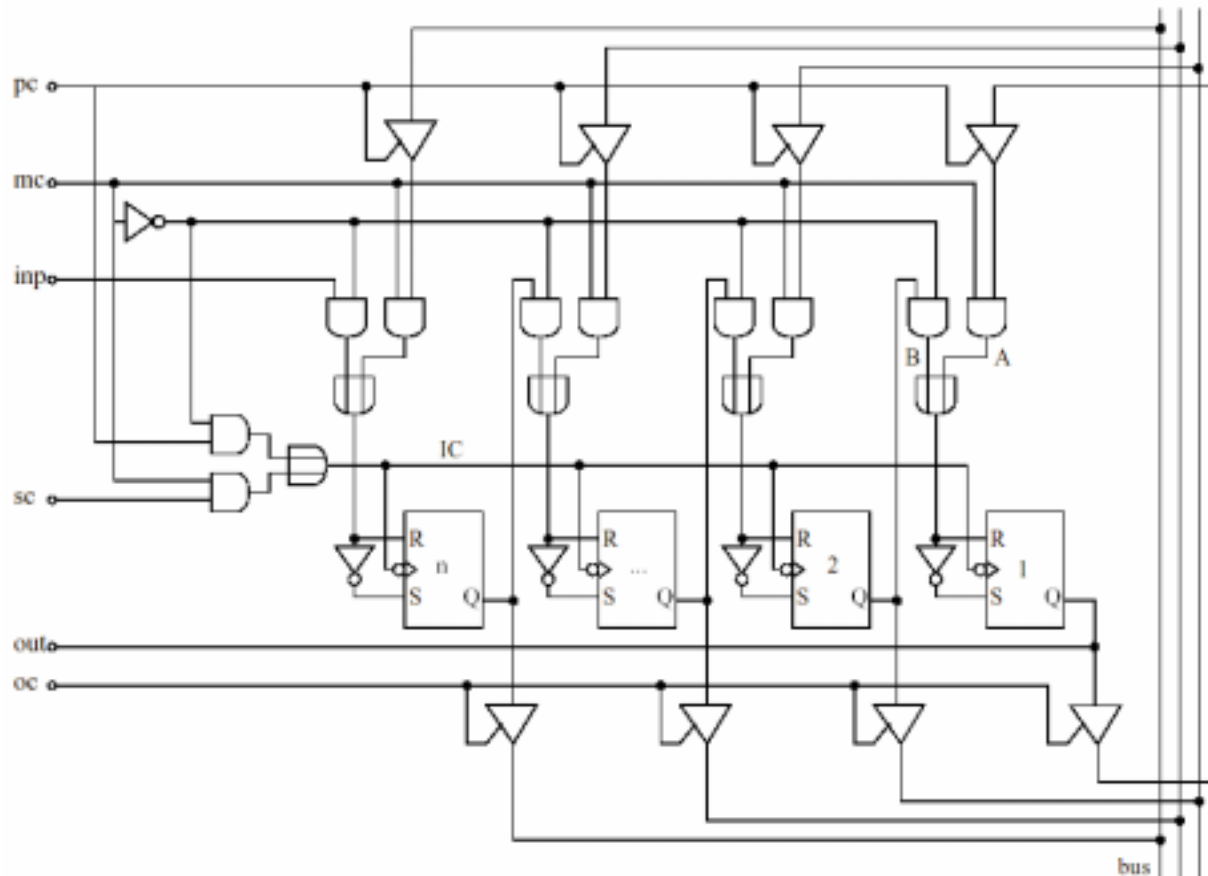 pc
mc
inp
B A
IC
sc
R R R R
n ... 2 1
S Q S Q S Q S Q
out
oc
bus